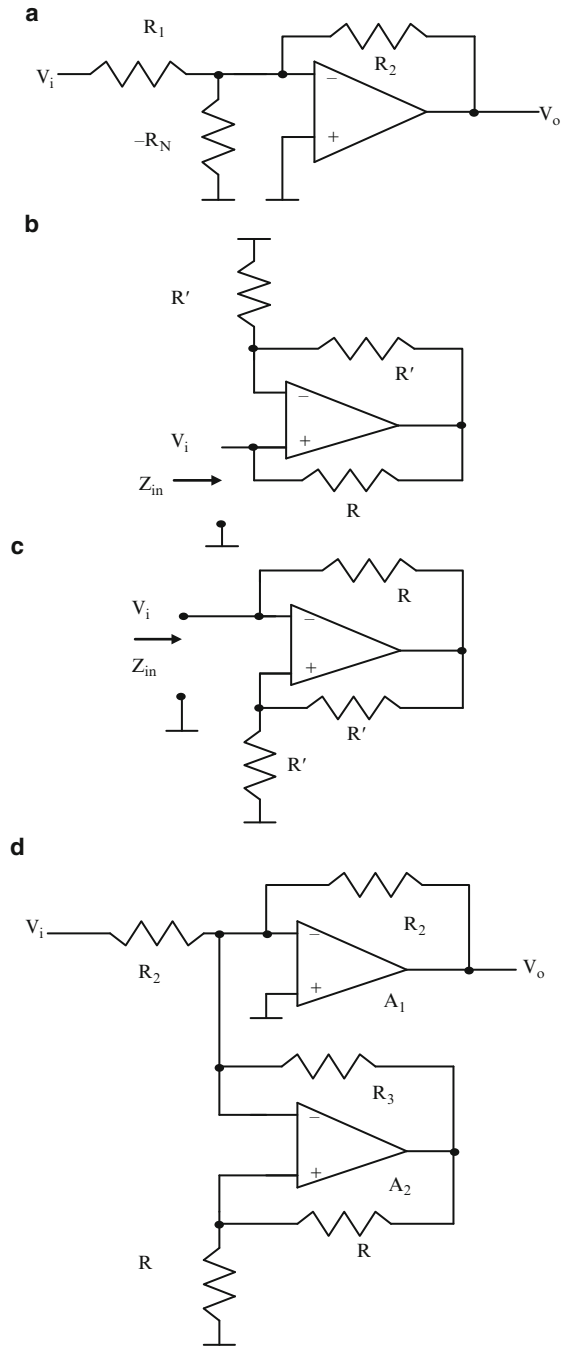 a
R1
R2
Vi
−
+
Vo
–RN
b
R′
R′
−
+
Vi
Zin
R
c
R
Vi
−
Zin
+
R′
R′
d
Vi
R2
R2
−
+
Vo
A1
R3
−
+
A2
R
R